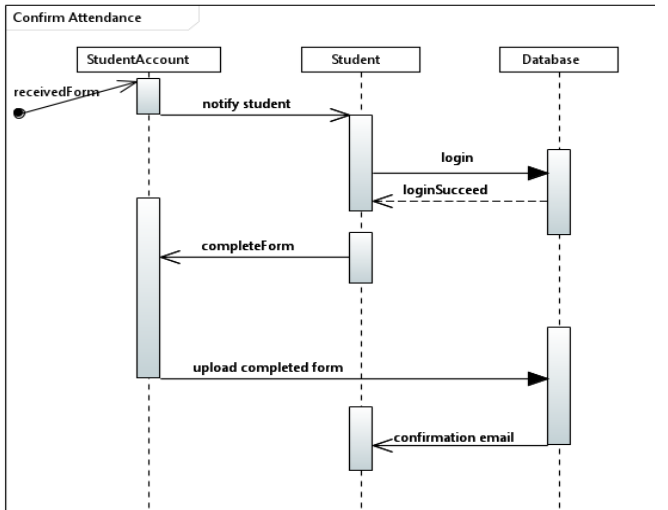 Confirm Attendance
StudentAccount
Student
Database
receivedForm
notify student
login
loginSucceed
completeForm
upload completed form
confirmation email